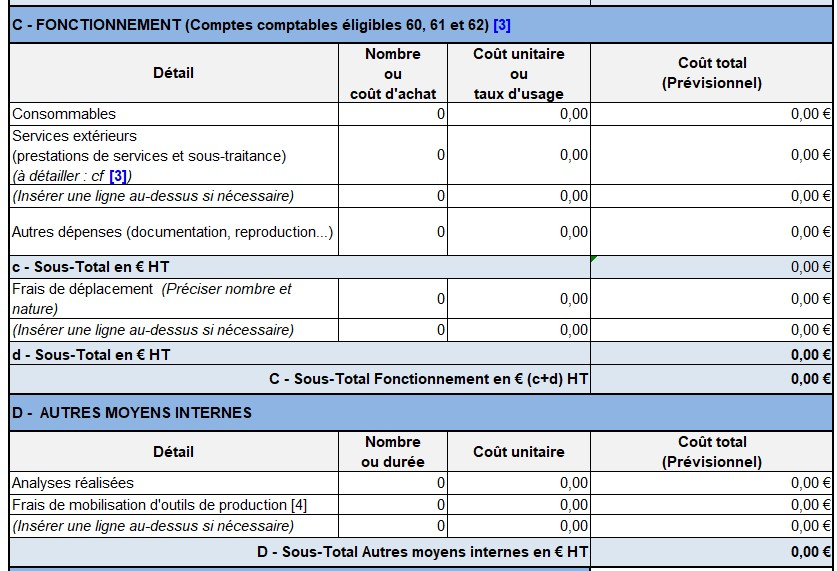 C - FONCTIONNEMENT (Comptes comptables éligibles 60, 61 et 62) [3]
Détail
Nombre
ou
coût d'achat
Coût unitaire
ou
taux d'usage
Coût total
(Prévisionnel)
Consommables 0 0,00 0,00 €
Services extérieurs
(prestations de services et sous-traitance)
(à détailler : cf [3])
0 0,00 0,00 €
(Insérer une ligne au-dessus si nécessaire) 0 0,00 0,00 €
Autres dépenses (documentation, reproduction...) 0 0,00 0,00 €
c - Sous-Total en € HT 0,00 €
Frais de déplacement (Préciser nombre et
nature)
0 0,00 0,00 €
(Insérer une ligne au-dessus si nécessaire) 0 0,00 0,00 €
d - Sous-Total en € HT 0,00 €
C - Sous-Total Fonctionnement en € (c+d) HT 0,00 €
D - AUTRES MOYENS INTERNES
Détail
Nombre
ou durée
Coût unitaire
Coût total
(Prévisionnel)
Analyses réalisées 0 0,00 0,00 €
Frais de mobilisation d'outils de production [4] 0 0,00 0,00 €
(Insérer une ligne au-dessus si nécessaire) 0 0,00 0,00 €
D - Sous-Total Autres moyens internes en € HT 0,00 €